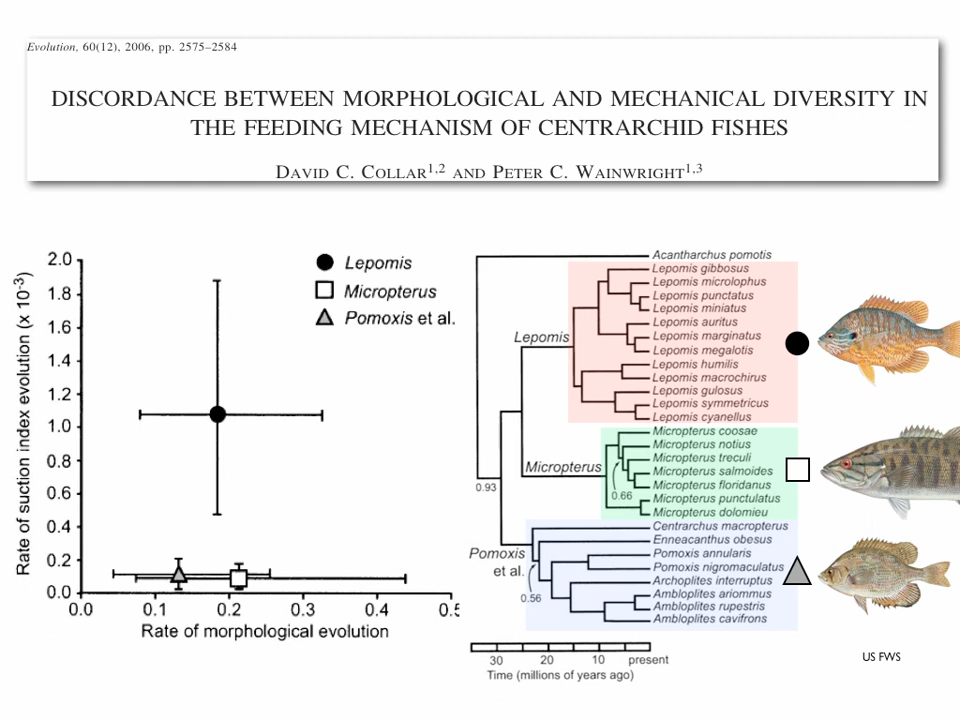 Evolution, 60(12), 2006, pp. 2575–2584
DISCORDANCE BETWEEN MORPHOLOGICAL AND MECHANICAL DIVERSITY IN
THE FEEDING MECHANISM OF CENTRARCHID FISHES
DAVID C. COLLAR1,2 AND PETER C. WAINWRIGHT1,3
Rate of suction index evolution (x 10-3)
2.0
1.8
1.6
1.4
1.2
1.0
0.8
0.6
0.4
0.2
0.0
0.0 0.1 0.2 0.3 0.4 0.5
Rate of morphological evolution
Lepomis
Micropterus
Pomoxis et al.
Acantharchus pomotis
Lepomis gibbosus
Lepomis microlophus
Lepomis punctatus
Lepomis miniatus
Lepomis auritus
Lepomis marginatus
Lepomis megalotis
Lepomis humilis
Lepomis macrochirus
Lepomis gulosus
Lepomis symmetricus
Lepomis cyanellus
Micropterus coosae
Micropterus notius
Micropterus treculi
Micropterus salmoides
Micropterus floridanus
Micropterus punctulatus
Micropterus dolomieu
Centrarchus macropterus
Enneacanthus obesus
Pomoxis annularis
Pomoxis nigromaculatus
Archoplites interruptus
Ambloplites ariommus
Ambloplites rupestris
Ambloplites cavifrons
Lepomis
Micropterus
0.93
0.66
Pomoxis
et al.
0.56
30 20 10 present
Time (millions of years ago)
US FWS